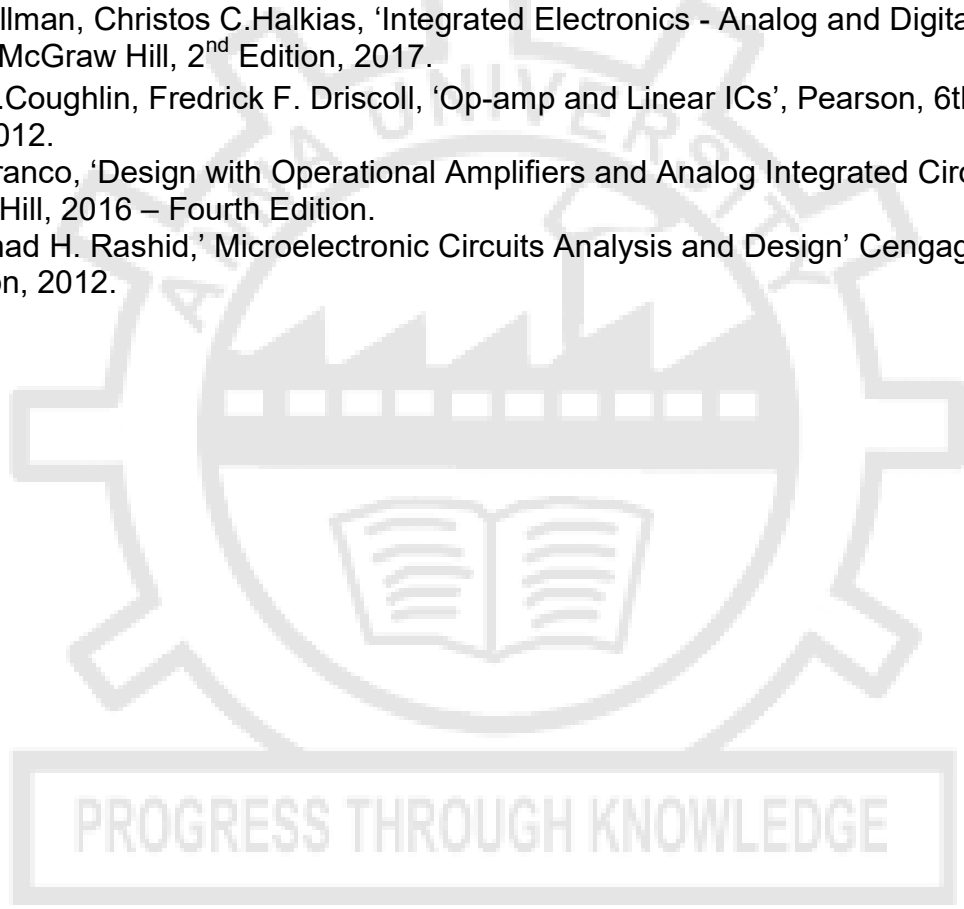 llman, Christos C.Halkias, ‘Integrated Electronics - Analog and Digita
McGraw Hill, 2nd Edition, 2017.
.Coughlin, Fredrick F. Driscoll, ‘Op-amp and Linear ICs’, Pearson, 6th
012.
ranco, ‘Design with Operational Amplifiers and Analog Integrated Circ
Hill, 2016 – Fourth Edition.
nad H. Rashid,’ Microelectronic Circuits Analysis and Design’ Cengag
on, 2012.
ANNA UNIVERSITY
PROGRESS THROUGH KNOWLEDGE